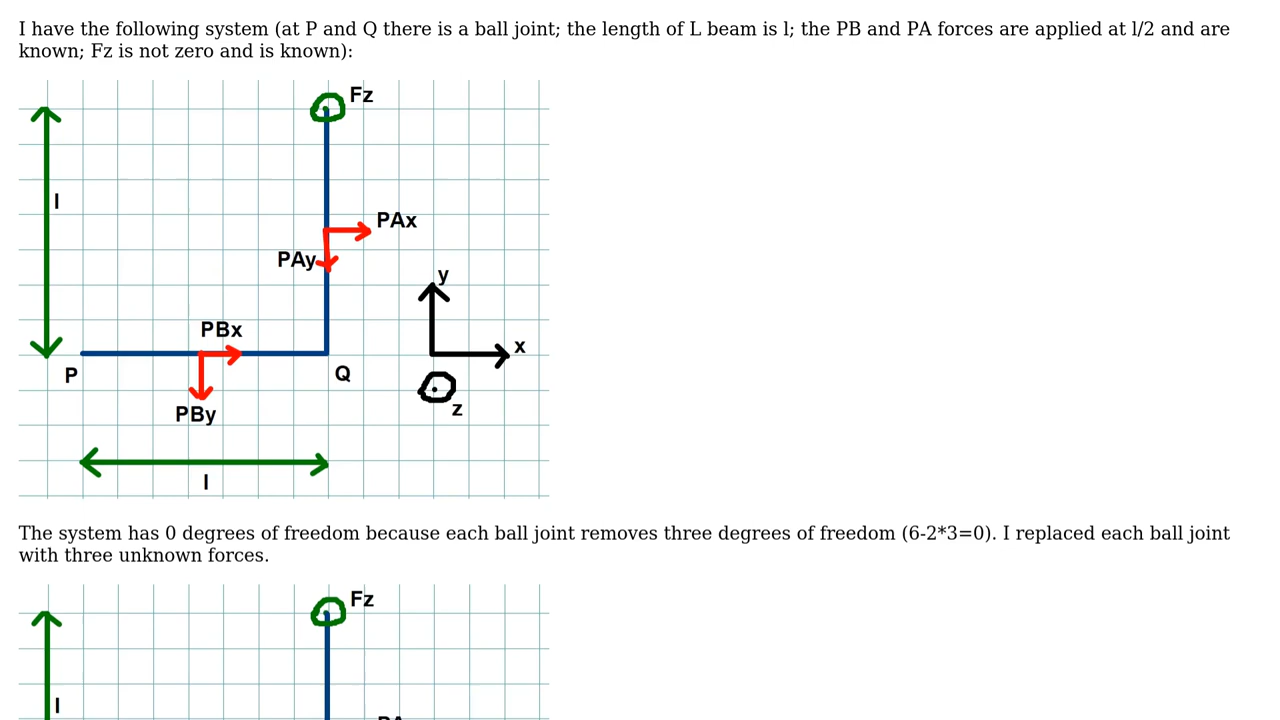 I have the following system (at P and Q there is a ball joint; the length of L beam is l; the PB and PA forces are applied at l/2 and are
known; Fz is not zero and is known):
Fz
l
PAx
PAy
y
PBx
x
P
Q
z
PBy
l
The system has 0 degrees of freedom because each ball joint removes three degrees of freedom (6-2*3=0). I replaced each ball joint
with three unknown forces.
Fz
l